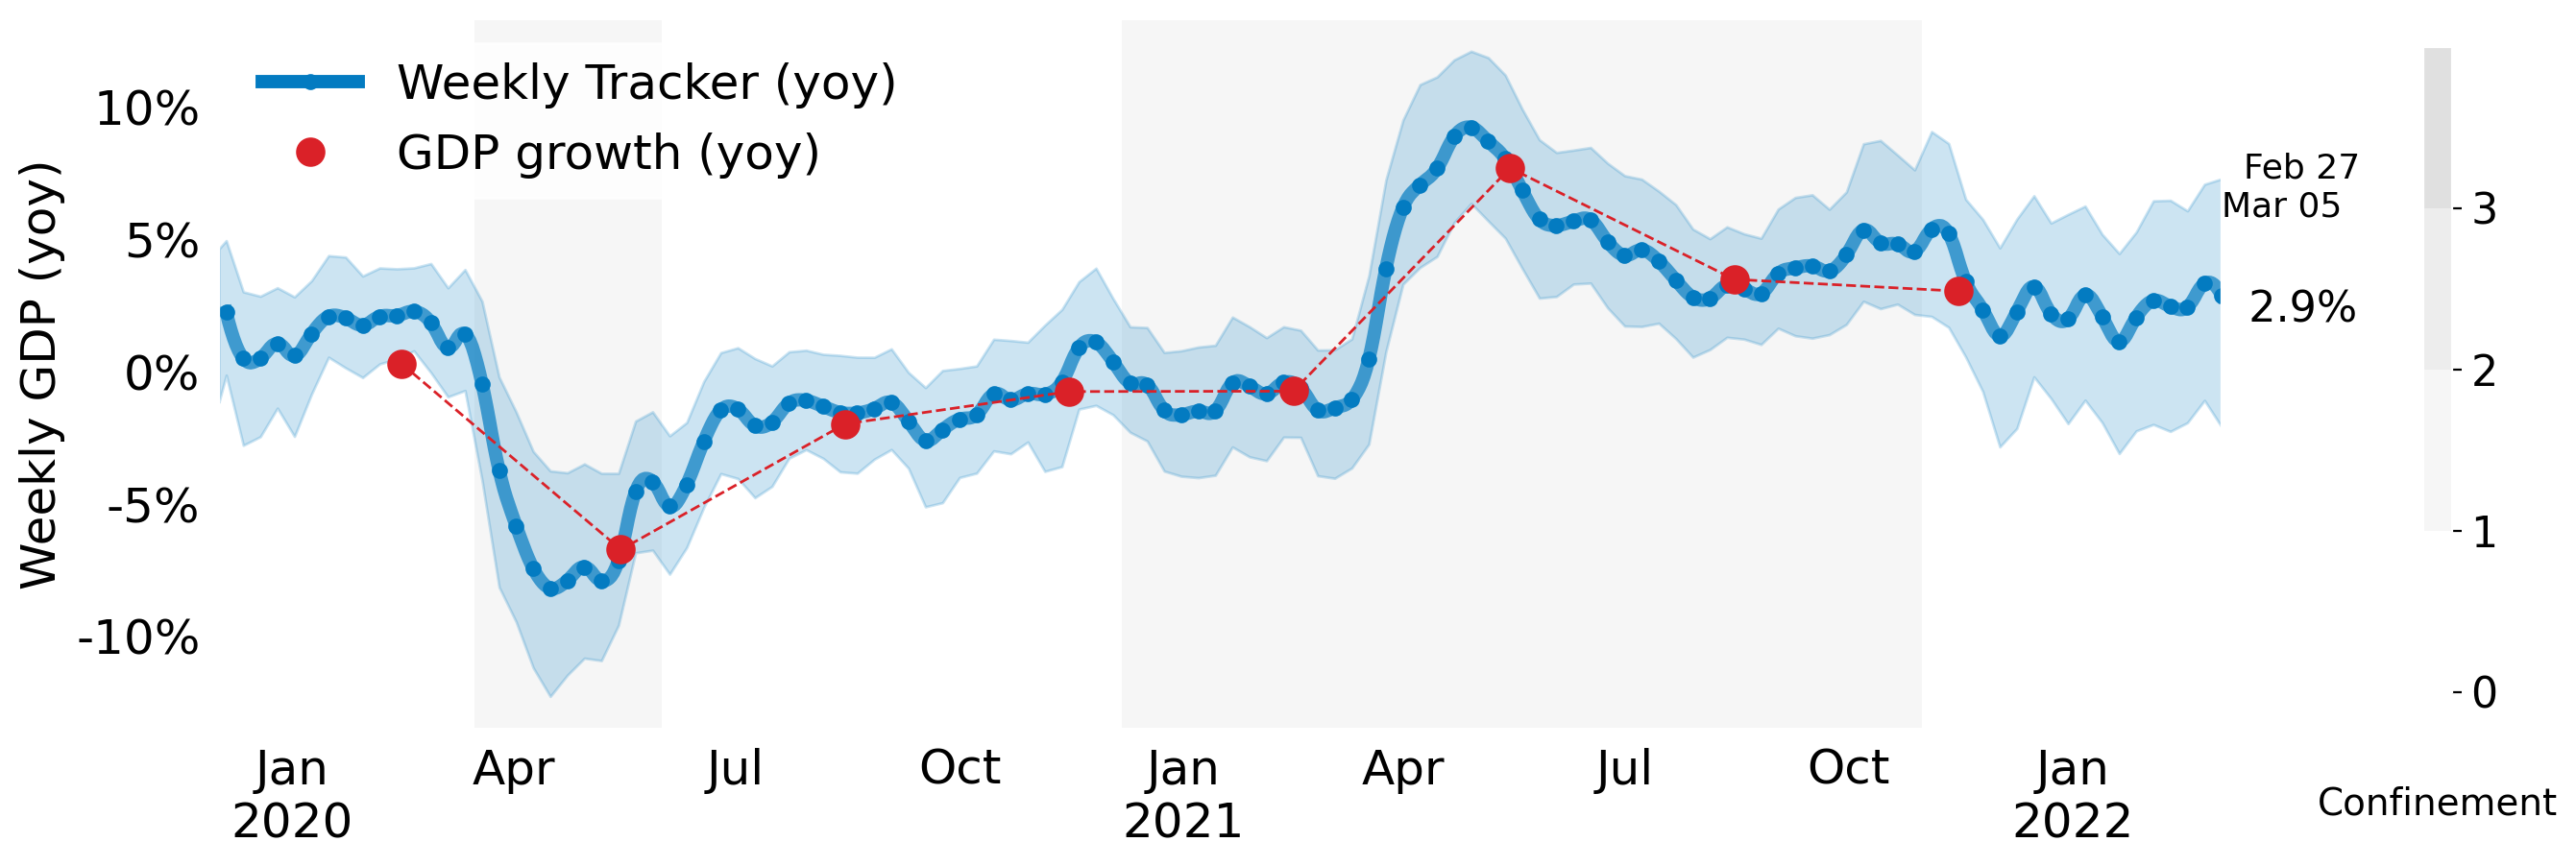 Weekly Tracker (yoy)
GDP growth (yoy)
Weekly GDP (yoy)
10%
5%
0%
-5%
-10%
Jan
2020
Apr
Jul
Oct
Jan
2021
Apr
Jul
Oct
Jan
2022
Feb 27
Mar 05
2.9%
3
2
1
0
Confinement